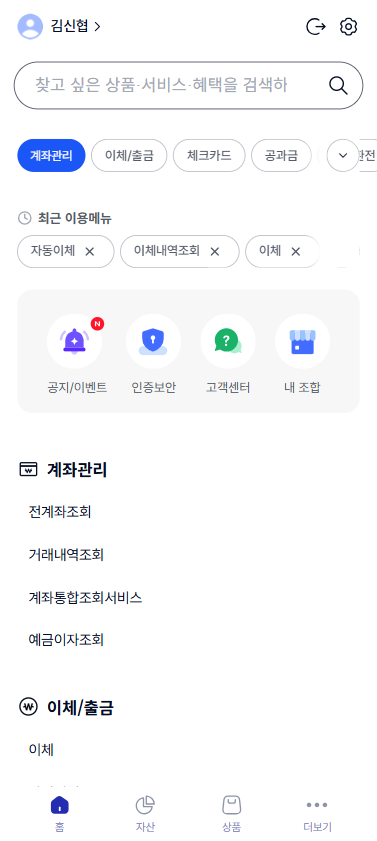 김신협
찾고 싶은 상품·서비스·혜택을 검색하
계좌관리 이체/출금 체크카드 공과금
최근 이용메뉴
자동이체 이체내역조회 이체
N
공지/이벤트 인증보안 고객센터 내 조합
계좌관리
전계좌조회
거래내역조회
계좌통합조회서비스
예금이자조회
이체/출금
이체
홈 자산 상품 더보기